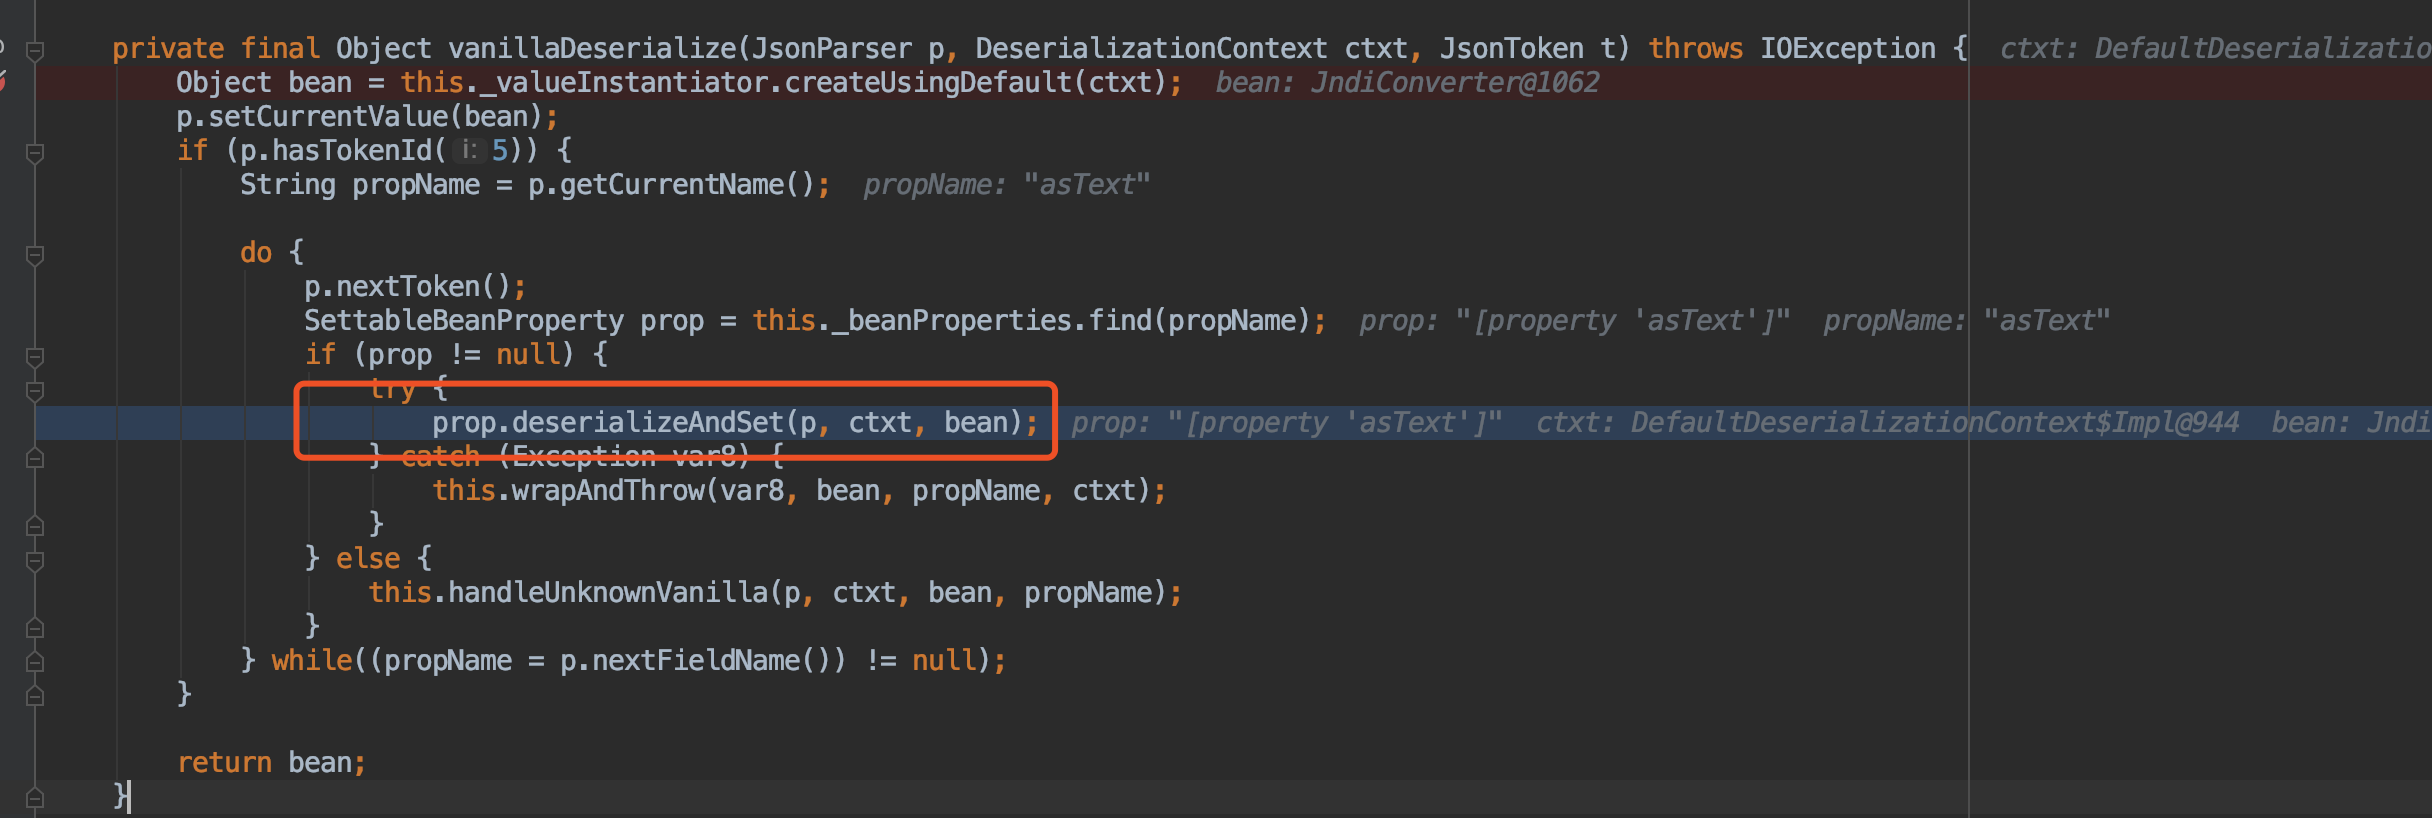 private final Object vanillaDeserialize(JsonParser p, DeserializationContext ctxt, JsonToken t) throws IOException {  ctxt: DefaultDeserializatio
Object bean = this._valueInstantiator.createUsingDefault(ctxt);  bean: JndiConverter@1062
p.setCurrentValue(bean);
if (p.hasTokenId( i: 5)) {
String propName = p.getCurrentName();  propName: "asText"
do {
p.nextToken();
SettableBeanProperty prop = this._beanProperties.find(propName);  prop: "[property 'asText']"  propName: "asText"
if (prop != null) {
try {
prop.deserializeAndSet(p, ctxt, bean);  prop: "[property 'asText']"  ctxt: DefaultDeserializationContext$Impl@944  bean: Jndi
} catch (Exception var8) {
this.wrapAndThrow(var8, bean, propName, ctxt);
}
} else {
this.handleUnknownVanilla(p, ctxt, bean, propName);
}
} while((propName = p.nextFieldName()) != null);
}
return bean;
}